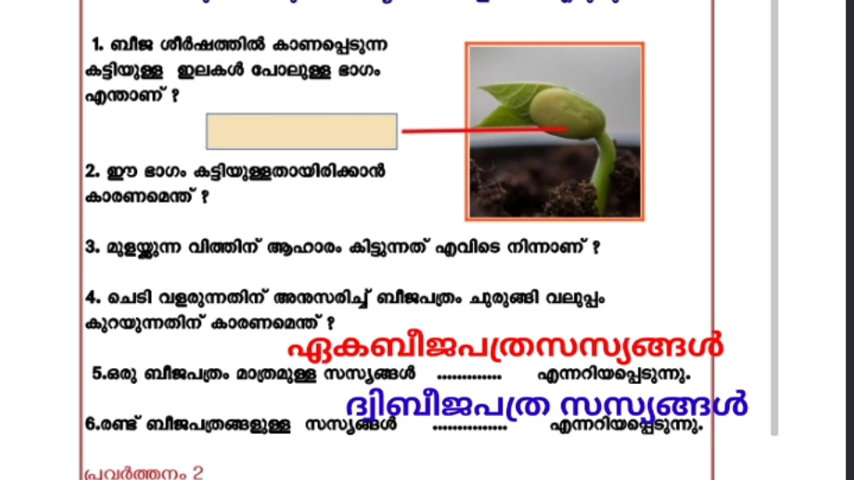 1. ബീജ ശീർഷത്തിൽ കാണപ്പെടുന്ന
കട്ടിയുള്ള ഇലകൾ പോലുള്ള ഭാഗം
എന്താണ് ?
2. ഈ ഭാഗം കട്ടിയുള്ളതായിരിക്കാൻ
കാരണമെന്ത് ?
3. മുളയ്ക്കുന്ന വിത്തിന് ആഹാരം കിട്ടുന്നത് എവിടെ നിന്നാണ് ?
4. ചെടി വളരുന്നതിന് അനുസരിച്ച് ബീജപത്രം ചുരുങ്ങി വലുപ്പം
കുറയുന്നതിന് കാരണമെന്ത് ?
ഏകബീജപത്രസസ്യങ്ങൾ
5.ഒരു ബീജപത്രം മാത്രമുള്ള സസ്യങ്ങൾ ............. എന്നറിയപ്പെടുന്നു.
ദ്വിബീജപത്ര സസ്യങ്ങൾ
6.രണ്ട് ബീജപത്രങ്ങളുള്ള സസ്യങ്ങൾ ............... എന്നറിയപ്പെടുന്നു.
പ്രവർത്തനം 2